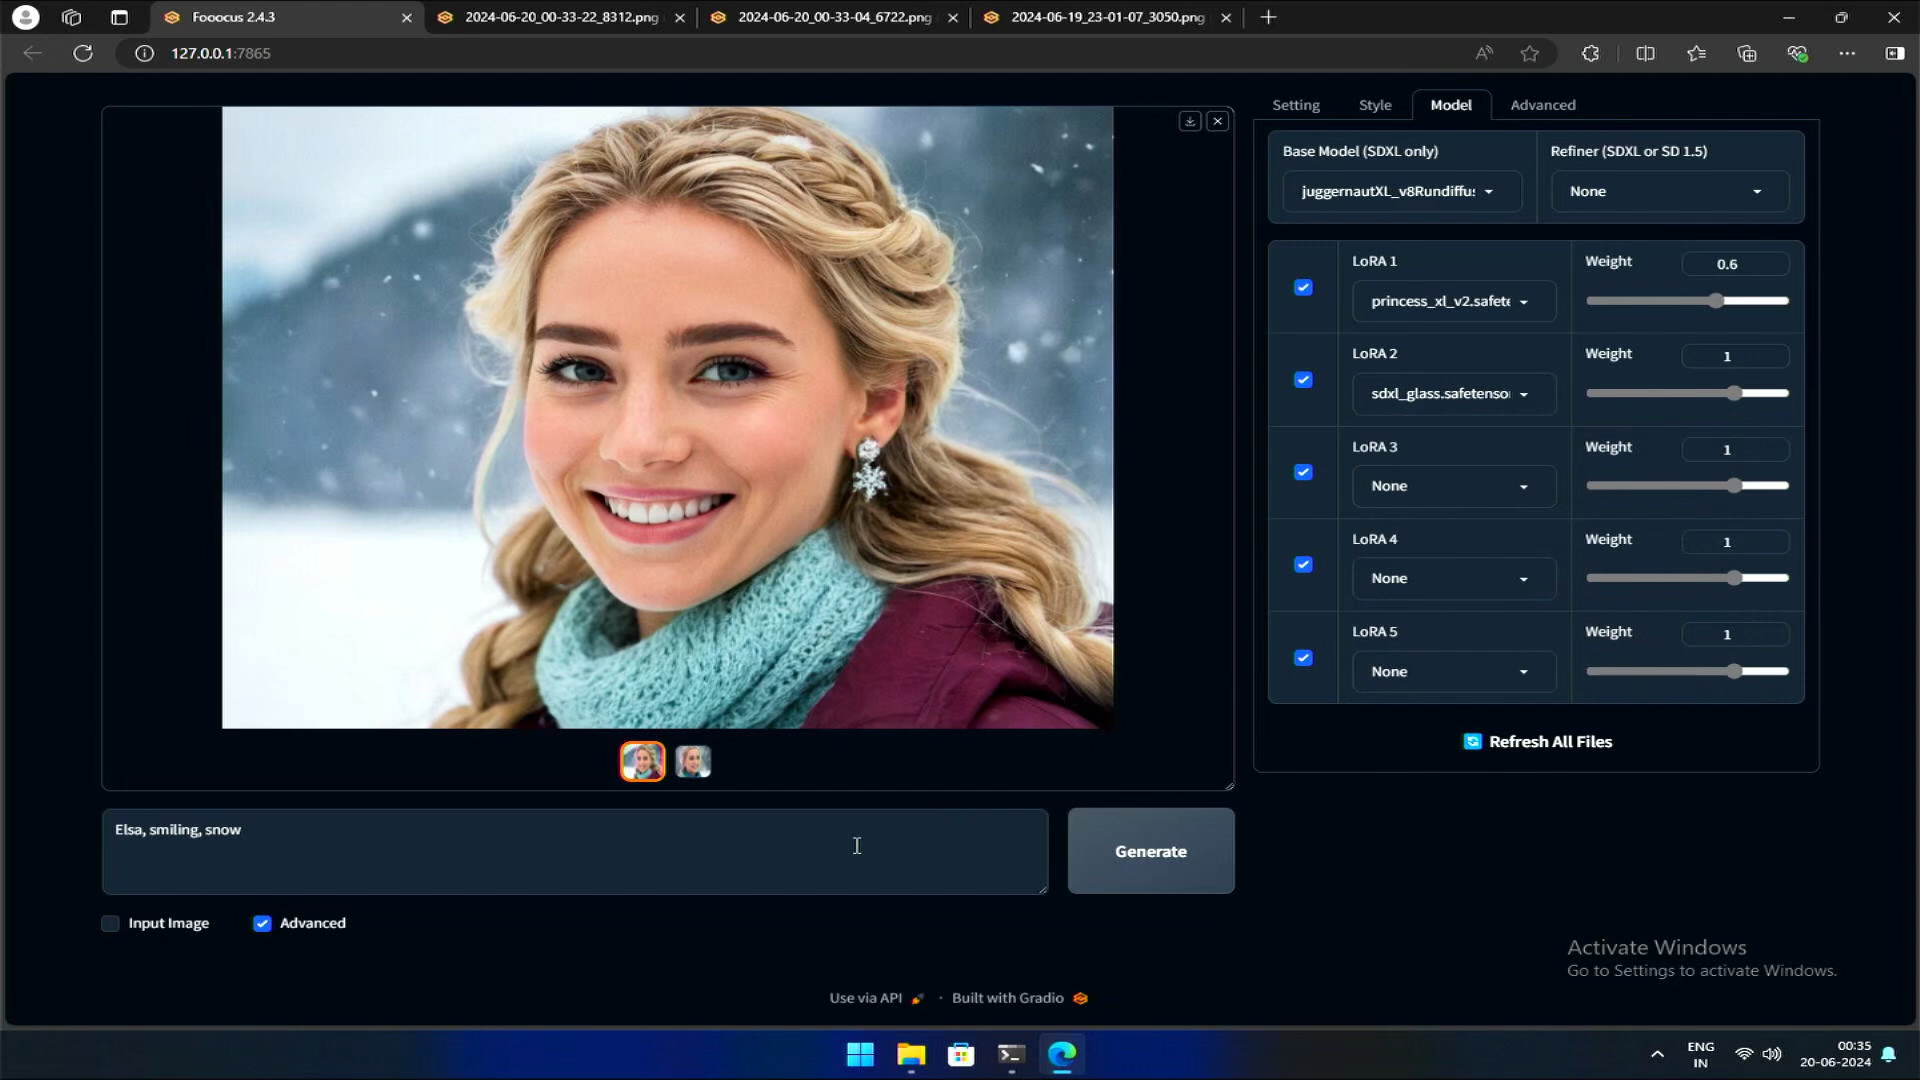 Fooocus 2.4.3
2024-06-20_00-33-22_8312.png
2024-06-20_00-33-04_6722.png
2024-06-19_23-01-07_3050.png
127.0.0.1:7865
Setting
Style
Model
Advanced
Base Model (SDXL only)
Refiner (SDXL or SD 1.5)
juggernautXL_v8Rundiffu
None
LoRA 1
Weight
0.6
princess_xl_v2.safete
LoRA 2
Weight
1
sdxl_glass.safetenso
LoRA 3
Weight
1
None
LoRA 4
Weight
1
None
LoRA 5
Weight
1
None
Refresh All Files
Elsa, smiling, snow
Generate
Input Image
Advanced
Activate Windows
Go to Settings to activate Windows.
Use via API · Built with Gradio
ENG
IN
00:35
20-06-2024